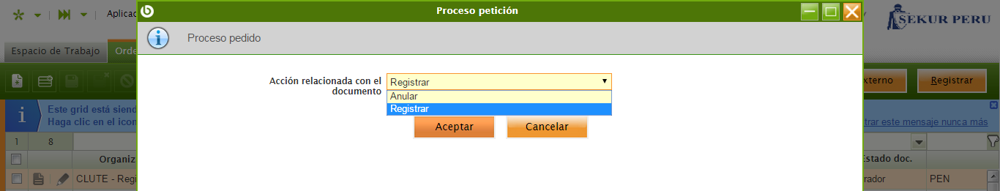 Proceso petición
Aplicac
SEKUR PERU
Proceso pedido
Espacio de Trabajo
Orde
Acción relacionada con el
documento
Registrar
Anular
Registrar
xterno
Registrar
Este grid está siend
Haga clic en el icon
trar este mensaje nunca más
Aceptar
Cancelar
1
8
Organiz
Estado doc.
CLUTE - Regi
rador
PEN